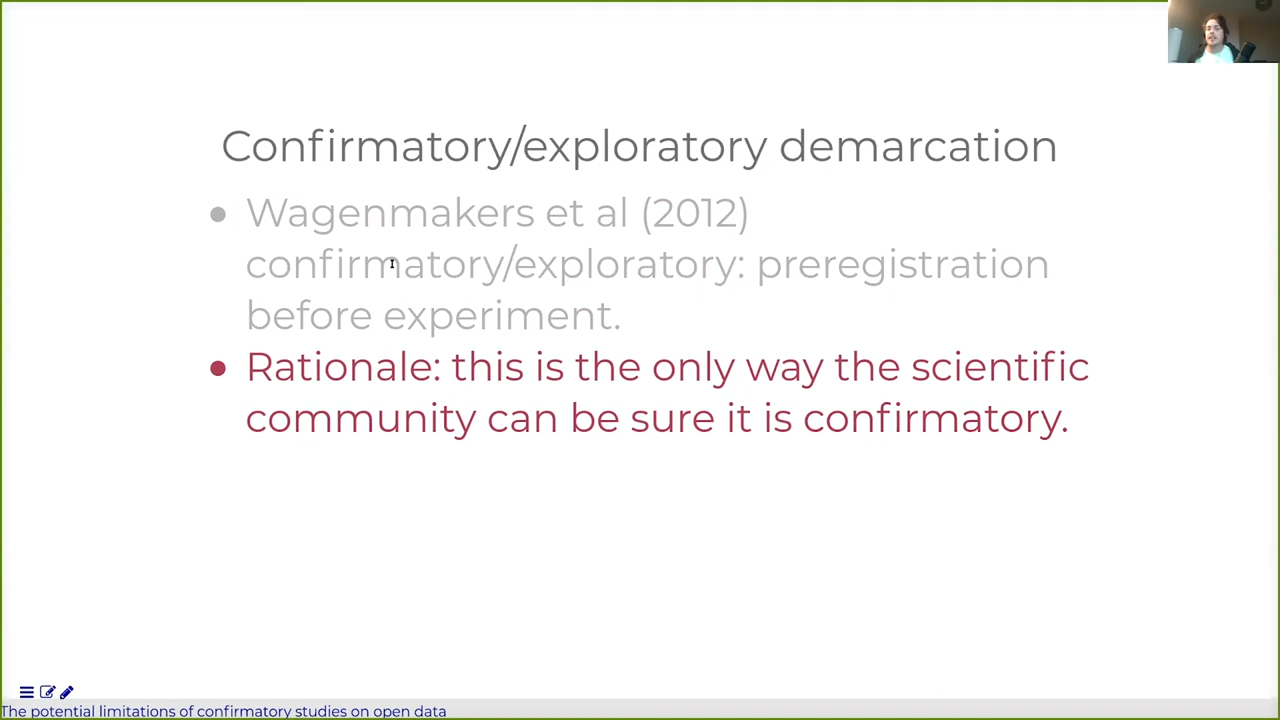 Confirmatory/exploratory demarcation
• Wagenmakers et al (2012)
confirmatory/exploratory: preregistration
before experiment.
• Rationale: this is the only way the scientific
community can be sure it is confirmatory.
The potential limitations of confirmatory studies on open data